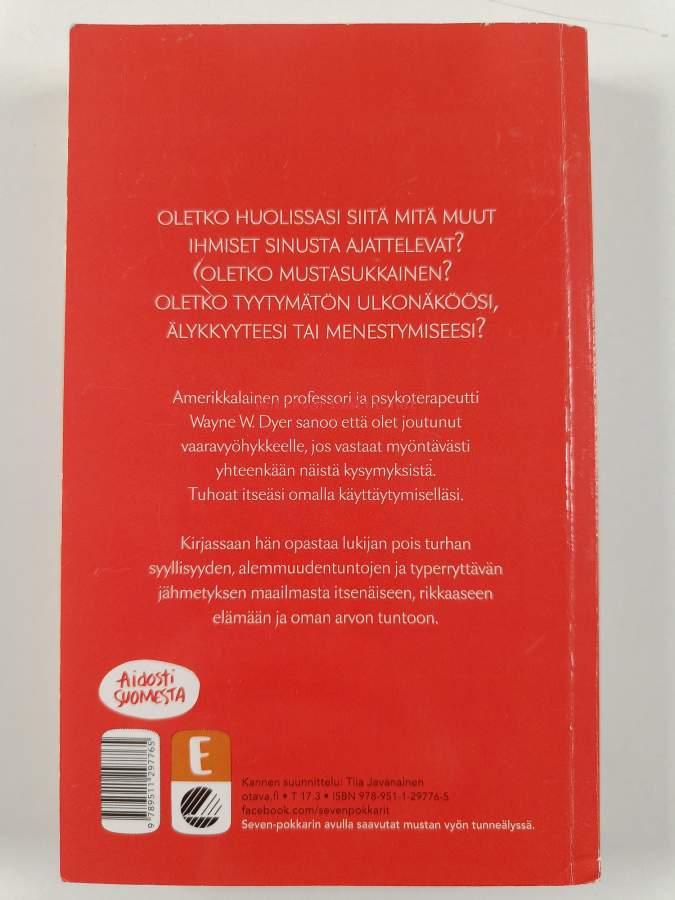 OLETKO HUOLISSASI SIITÄ MITÄ MUUT
IHMISET SINUSTA AJATTELEVAT?
OLETKO MUSTASUKKAINEN?
OLETKO TYYTYMÄTÖN ULKONÄKÖÖSI,
ÄLYKKYYTEESI TAI MENESTYMISEESI?
Amerikkalainen professori ja psykoterapeutti
Wayne W. Dyer sanoo että olet joutunut
vaaravyöhykkeelle, jos vastaat myöntävästi
yhteenkään näistä kysymyksistä.
Tuhoat itseäsi omalla käyttäytymiselläsi.
Kirjassaan hän opastaa lukijan pois turhan
syyllisyyden, alemmuudentuntojen ja typerryttävän
jähmetyksen maailmasta itsenäiseen, rikkaaseen
elämään ja oman arvon tuntoon.
Aidosti
SUOMESTA
9 789511 297765
E
Kannen suunnittelu: Tiia Javanainen
otava.fi • T 17.3 • ISBN 978-951-1-29776-5
facebook.com/sevenpokkarit
Seven-pokkarin avulla saavutat mustan vyön tunneälyssä.